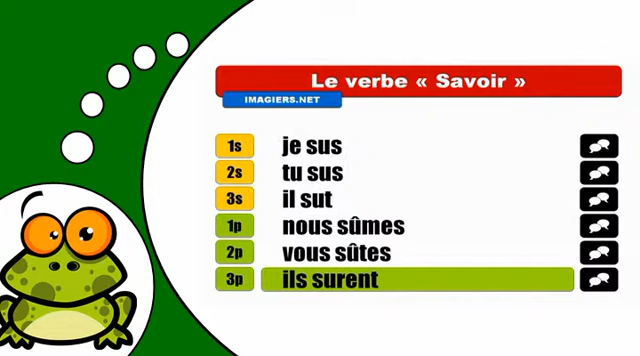 Le verbe « Savoir »
IMAGIERS.NET
1s je sus
2s tu sus
3s il sut
1p nous sûmes
2p vous sûtes
3p ils surent